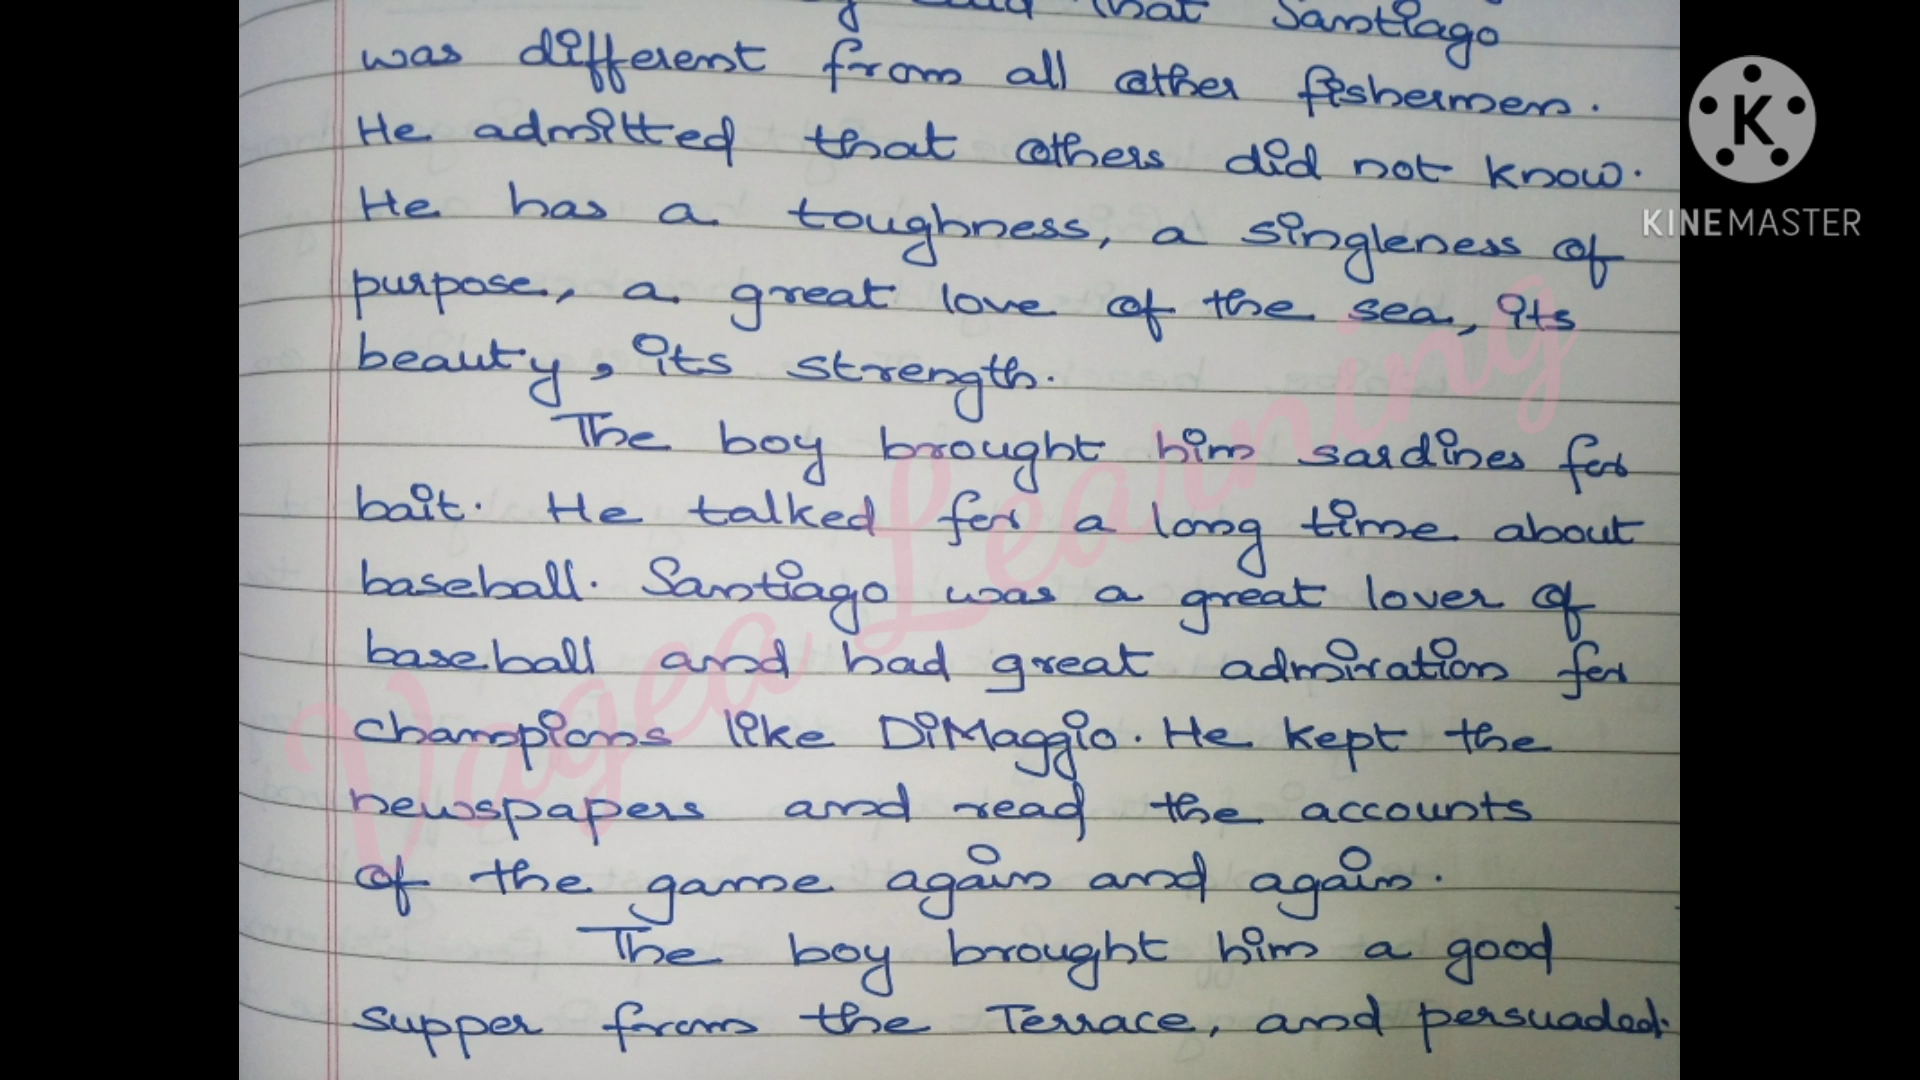 that Santiago
was different from all other fishermen.
He admitted that others did not know.
He has a toughness, a singleness of
purpose, a great love of the sea, its
beauty, its strength.
The boy brought him sardines for
bait. He talked for a long time about
baseball. Santiago was a great lover of
baseball and had great admiration for
champions like DiMaggio. He kept the
newspapers and read the accounts
of the game again and again.
The boy brought him a good
supper from the Terrace, and persuaded.
Vagea Learning
K
KINEMASTER